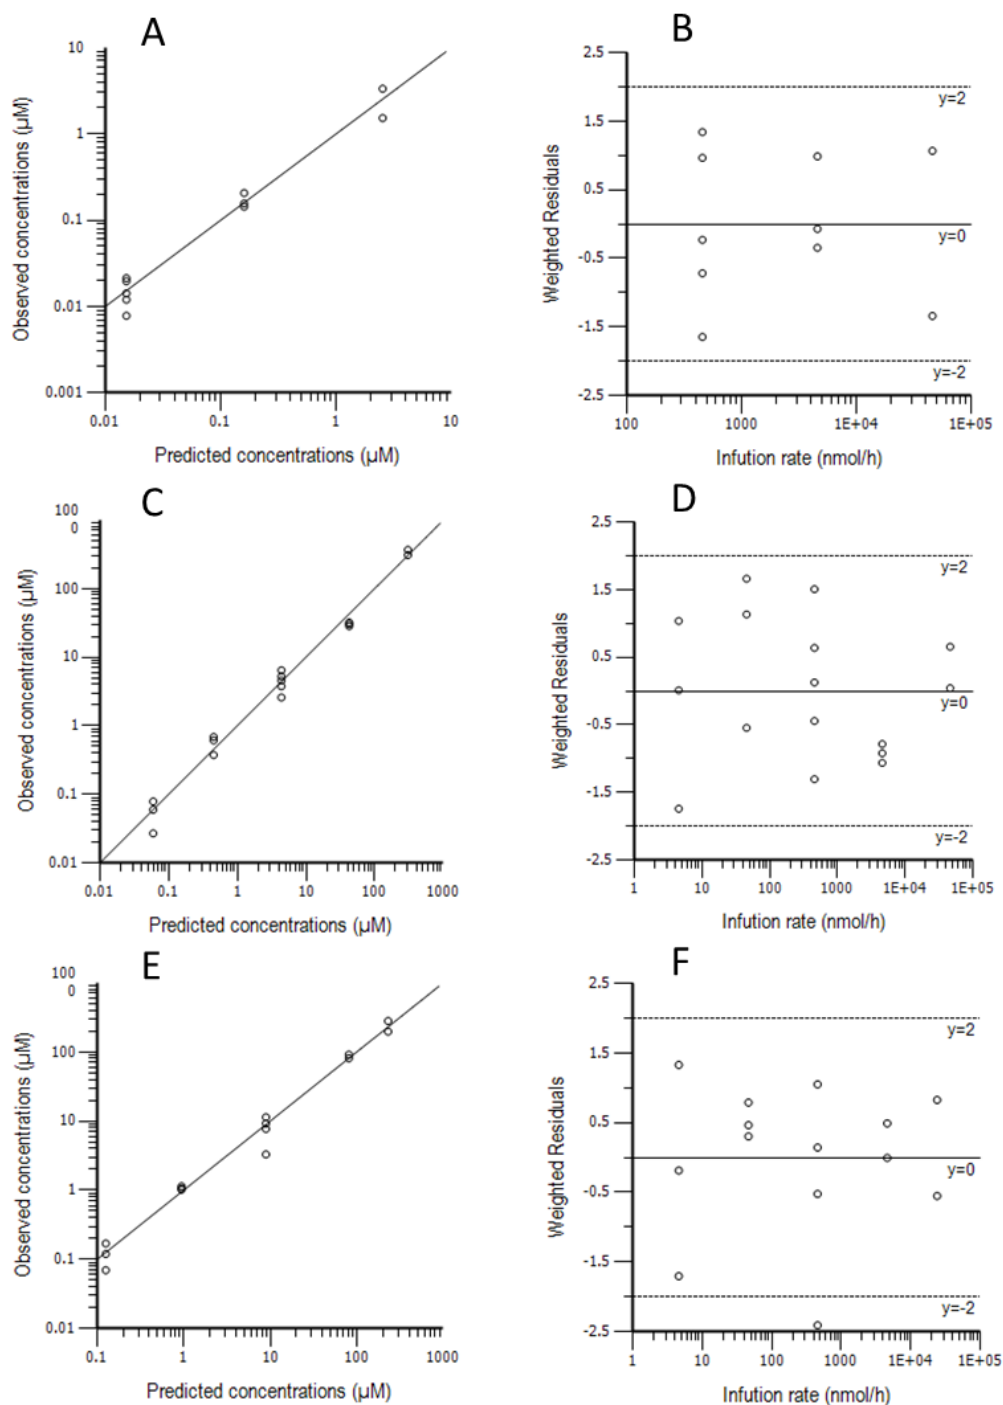 A
10
1
0.1
0.01
0.001
0.01
0.1
1
10
Observed concentrations (µM)
Predicted concentrations (µM)
B
2.5
1.5
0.5
-0.5
-1.5
-2.5
y=2
y=0
y=-2
100
1000
1E+04
1E+05
Weighted Residuals
Infution rate (nmol/h)
C
100
0
100
10
1
0.1
0.01
0.01
0.1
1
10
100
1000
Observed concentrations (µM)
Predicted concentrations (µM)
D
2.5
1.5
0.5
-0.5
-1.5
-2.5
y=2
y=0
y=-2
1
10
100
1000
1E+04
1E+05
Weighted Residuals
Infution rate (nmol/h)
E
100
0
100
10
1
0.1
0.01
0.1
1
10
100
1000
Observed concentrations (µM)
Predicted concentrations (µM)
F
2.5
1.5
0.5
-0.5
-1.5
-2.5
y=2
y=0
y=-2
1
10
100
1000
1E+04
1E+05
Weighted Residuals
Infution rate (nmol/h)